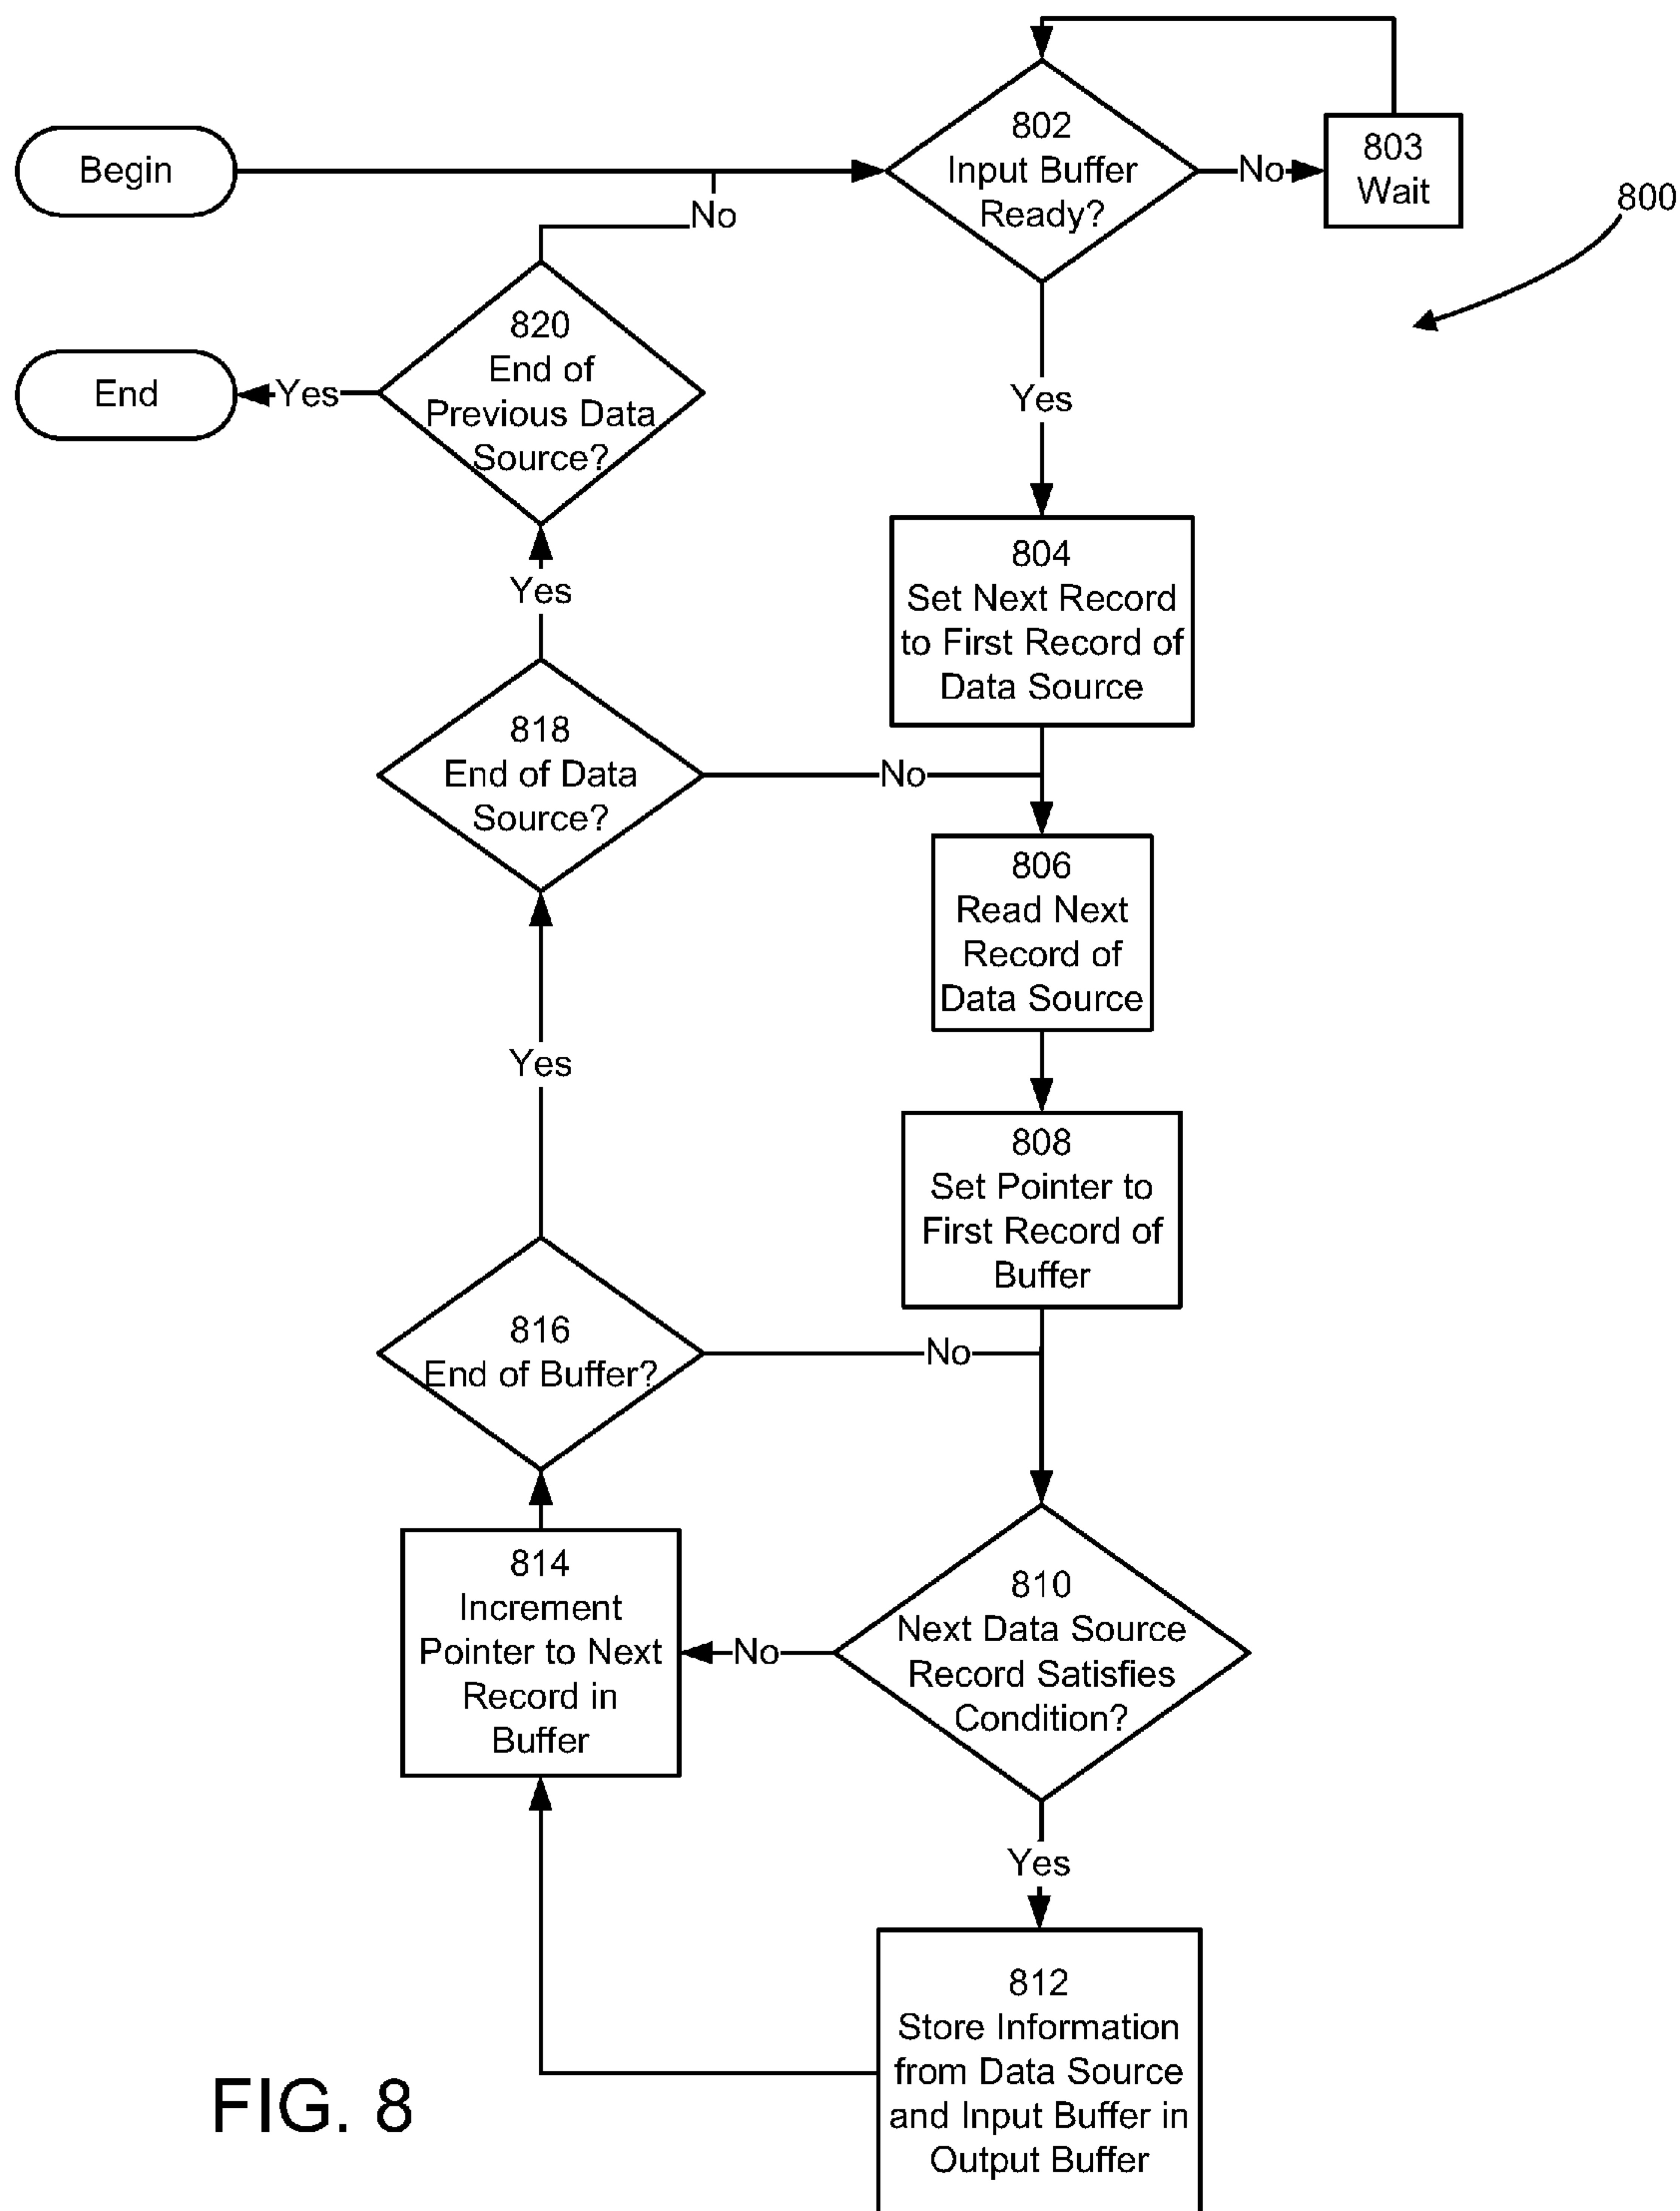 Begin
802
Input Buffer
Ready?
No
803
Wait
800
No
820
End of
Previous Data
Source?
Yes
End
Yes
804
Set Next Record
to First Record of
Data Source
Yes
818
End of Data
Source?
No
806
Read Next
Record of
Data Source
Yes
808
Set Pointer to
First Record of
Buffer
816
End of Buffer?
No
810
Next Data Source
Record Satisfies
Condition?
No
814
Increment
Pointer to Next
Record in
Buffer
Yes
812
Store Information
from Data Source
and Input Buffer in
Output Buffer
FIG. 8